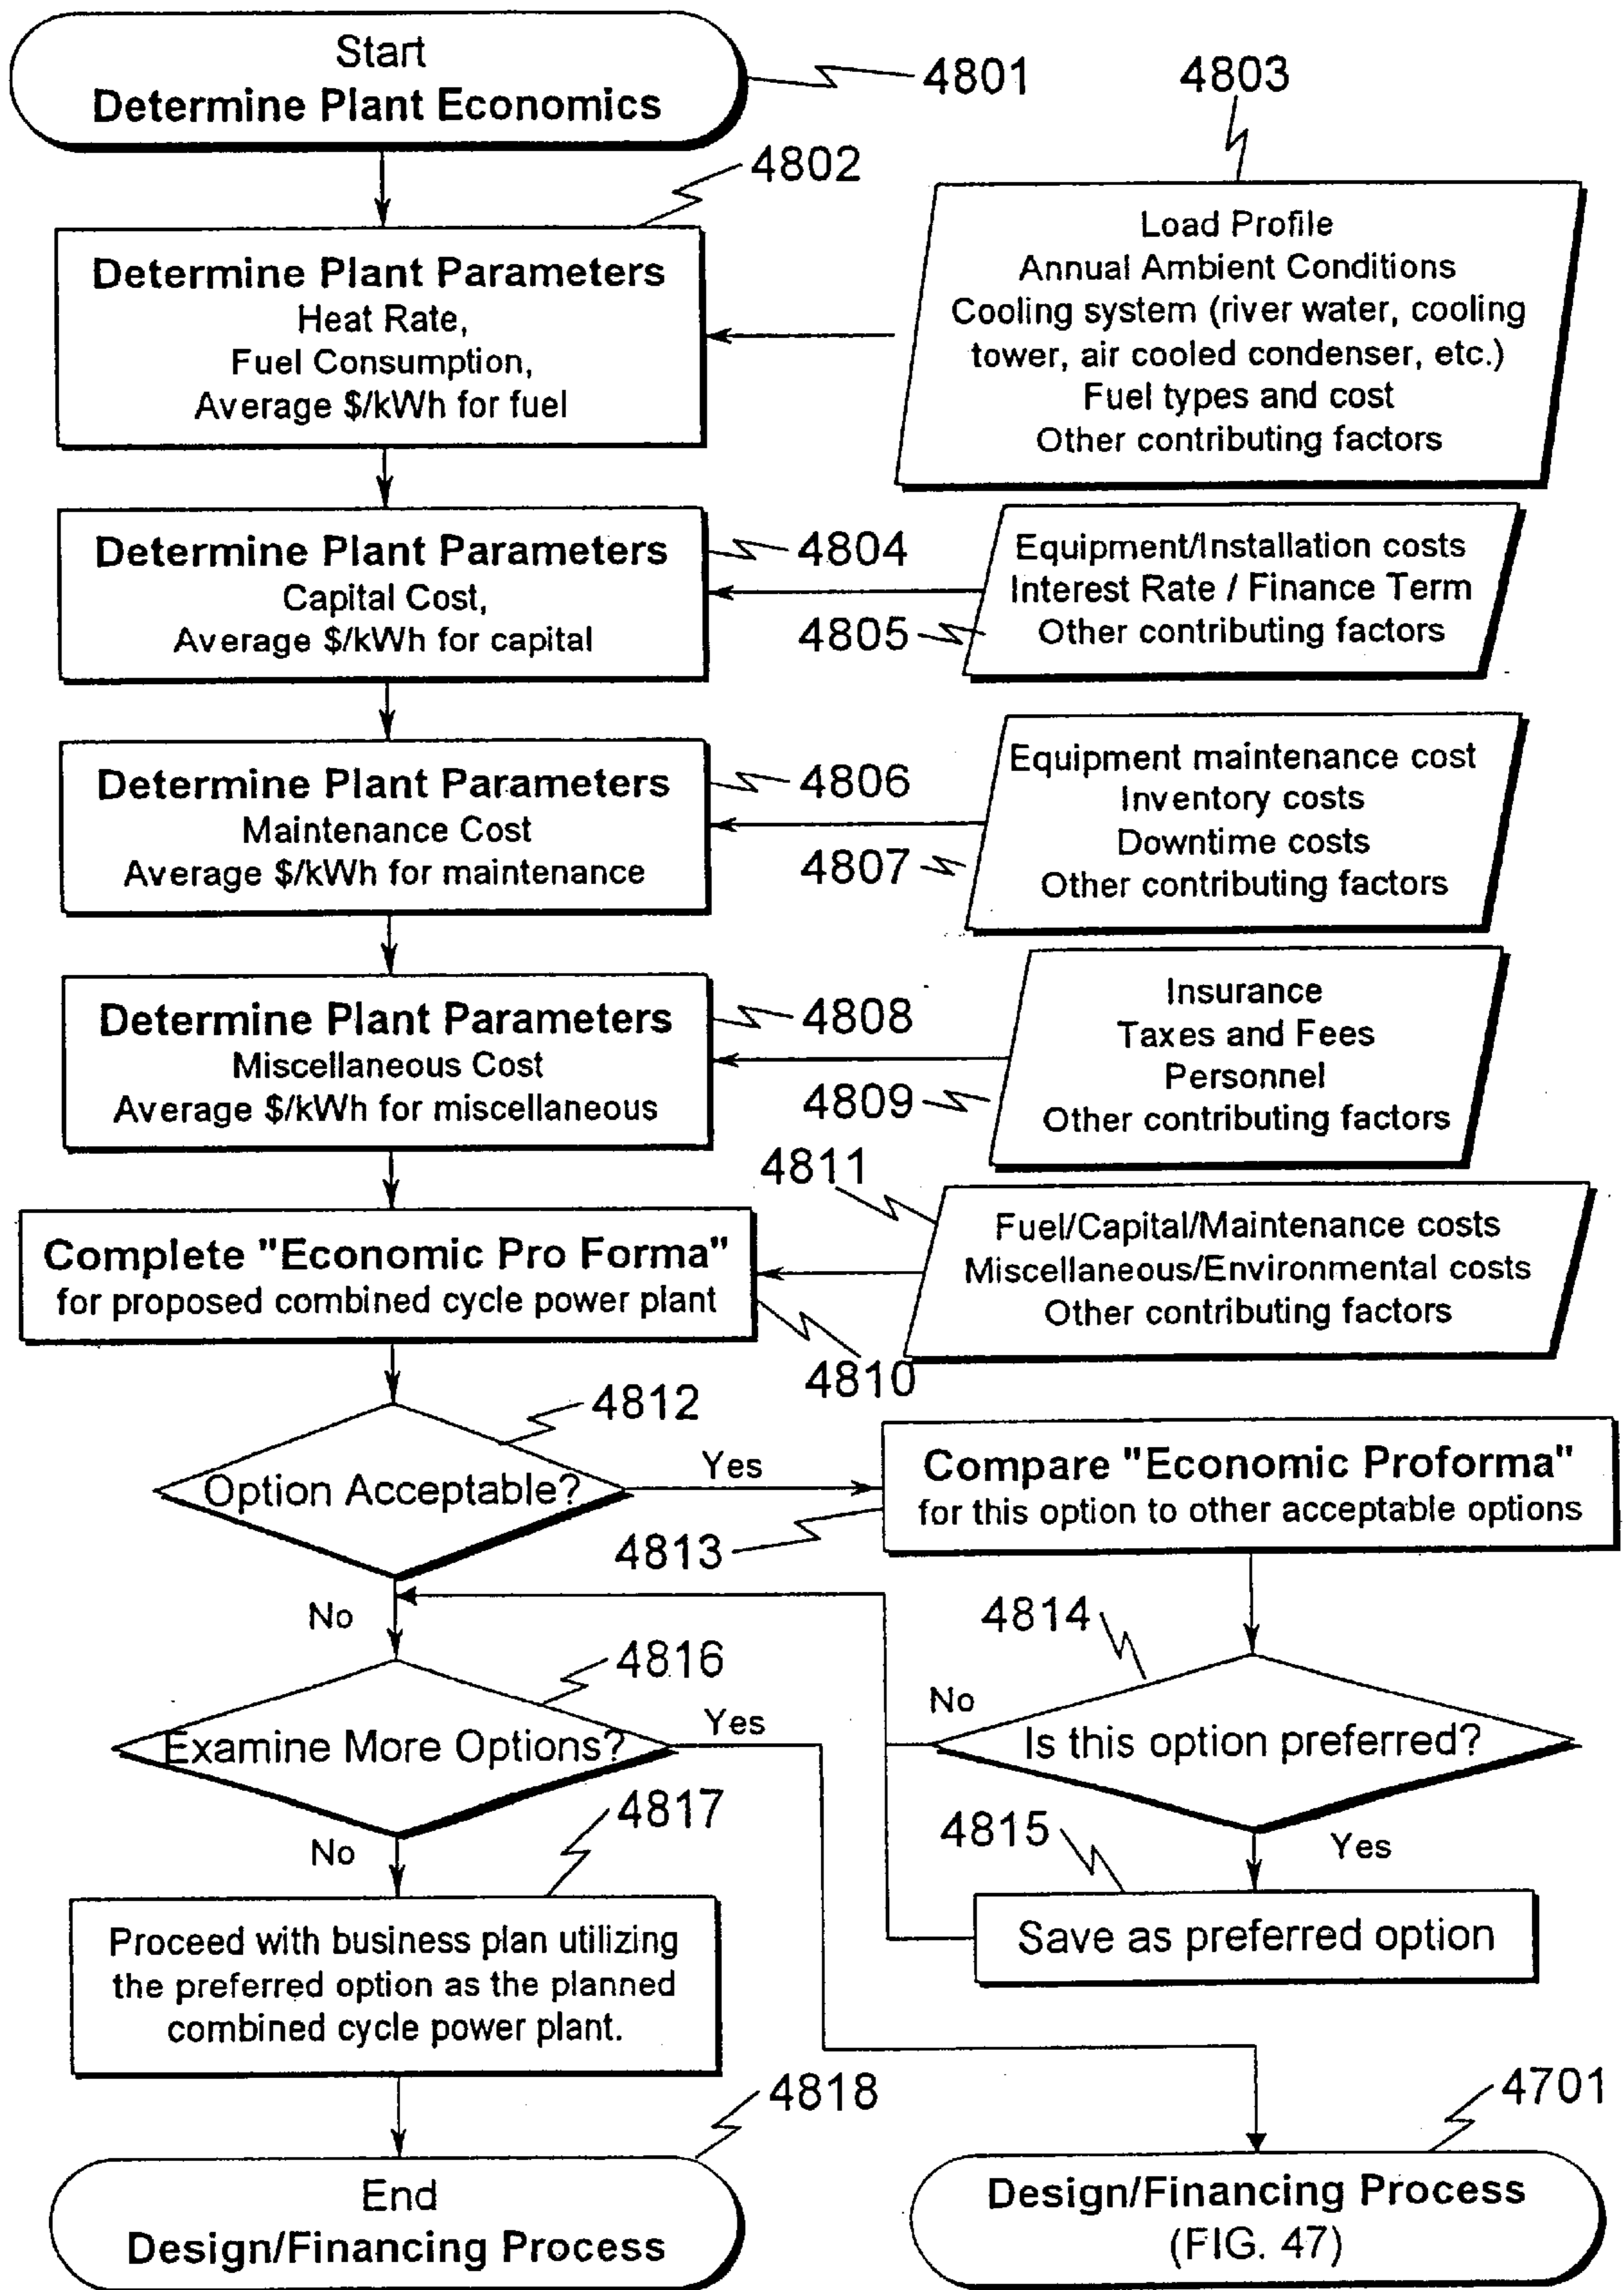 Start
Determine Plant Economics
4801
4803
4802
Determine Plant Parameters
Heat Rate,
Fuel Consumption,
Average $/kWh for fuel
Load Profile
Annual Ambient Conditions
Cooling system (river water, cooling
tower, air cooled condenser, etc.)
Fuel types and cost
Other contributing factors
Determine Plant Parameters
Capital Cost,
Average $/kWh for capital
4804
4805
Equipment/Installation costs
Interest Rate / Finance Term
Other contributing factors
Determine Plant Parameters
Maintenance Cost
Average $/kWh for maintenance
4806
4807
Equipment maintenance cost
Inventory costs
Downtime costs
Other contributing factors
Determine Plant Parameters
Miscellaneous Cost
Average $/kWh for miscellaneous
4808
4809
Insurance
Taxes and Fees
Personnel
Other contributing factors
4811
Complete "Economic Pro Forma"
for proposed combined cycle power plant
Fuel/Capital/Maintenance costs
Miscellaneous/Environmental costs
Other contributing factors
4810
4812
Option Acceptable?
Yes
Compare "Economic Proforma"
for this option to other acceptable options
4813
No
4814
4816
No
Examine More Options?
Yes
Is this option preferred?
4817
4815
No
Yes
Proceed with business plan utilizing
the preferred option as the planned
combined cycle power plant.
Save as preferred option
4818
4701
End
Design/Financing Process
Design/Financing Process
(FIG. 47)